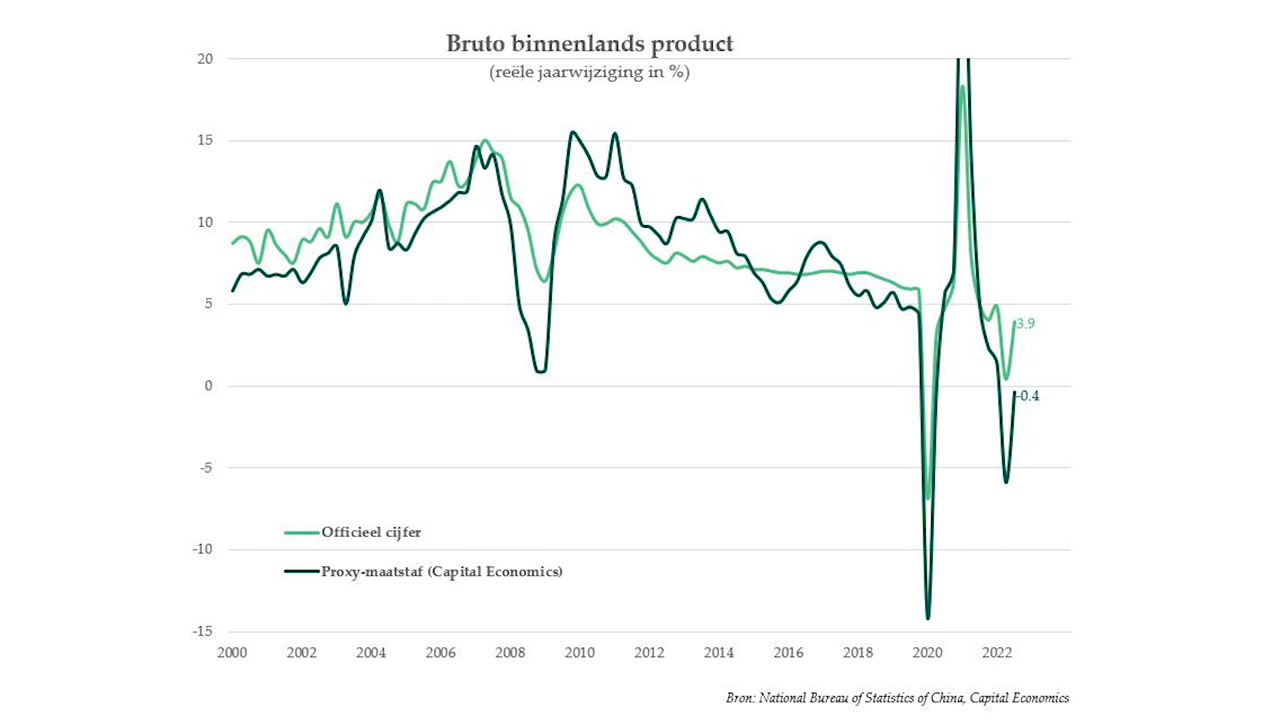 Bruto binnenlands product
(reële jaarwijziging in %)
20
15
10
5
0
-5
-10
-15
3.9
-0.4
Officieel cijfer
Proxy-maatstaf (Capital Economics)
2000 2002 2004 2006 2008 2010 2012 2014 2016 2018 2020 2022
Bron: National Bureau of Statistics of China, Capital Economics